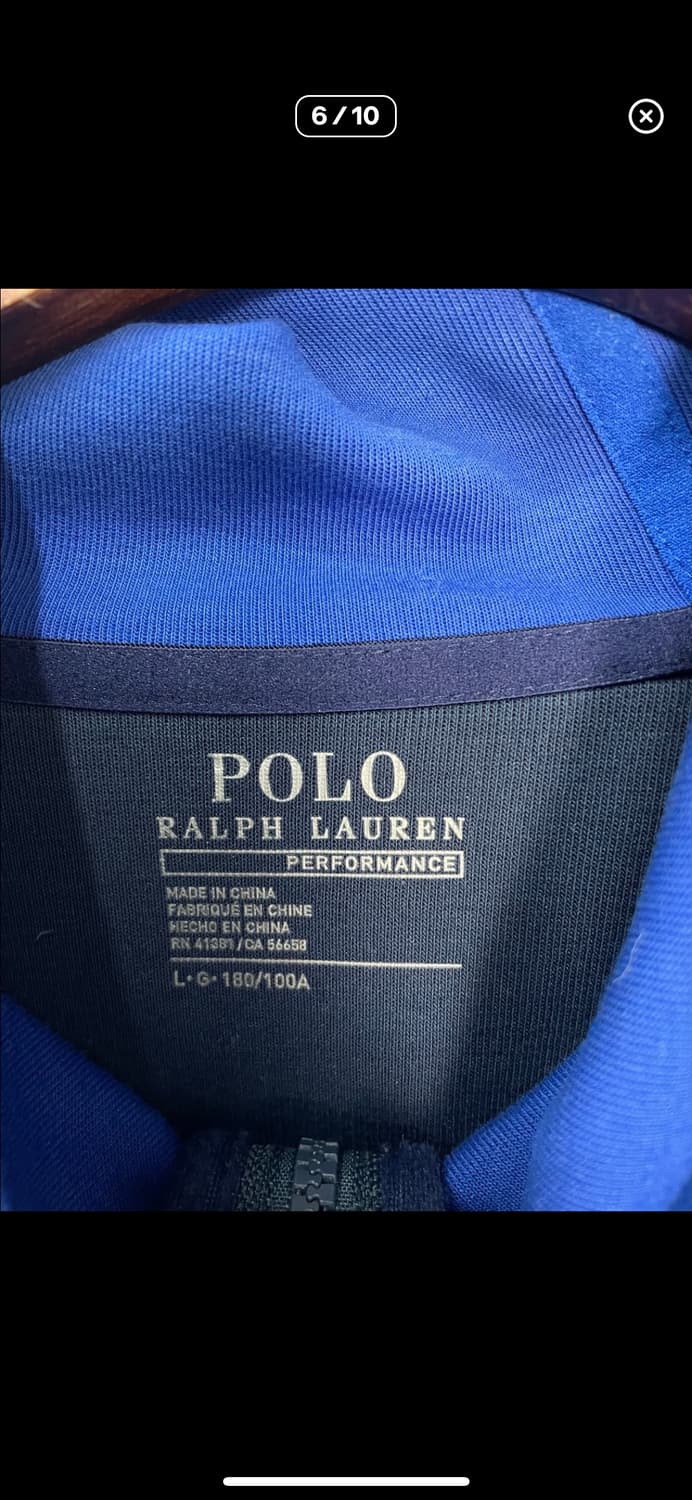 6/10
POLO
RALPH LAUREN
PERFORMANCE
MADE IN CHINA
FABRIQUÉ EN CHINE
HECHO EN CHINA
RN 41381/CA 56658
L•G•180/100A